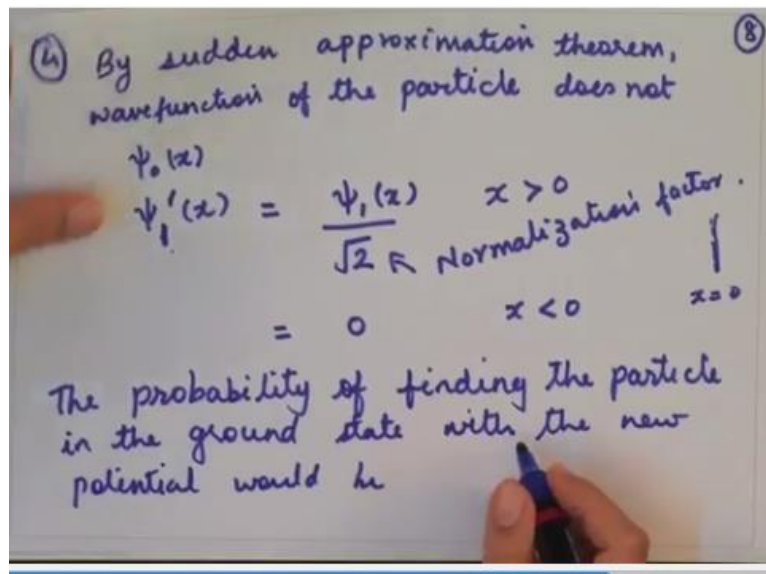 ④ By sudden approximation theorem, ⑧
wavefunction of the particle does not
ψ₀(x)
ψ₁'(x) = ψ₁(x) / √2 x > 0
Normalization factor.
x = 0
= 0 x < 0
The probability of finding the particle
in the ground state with the new
potential would be